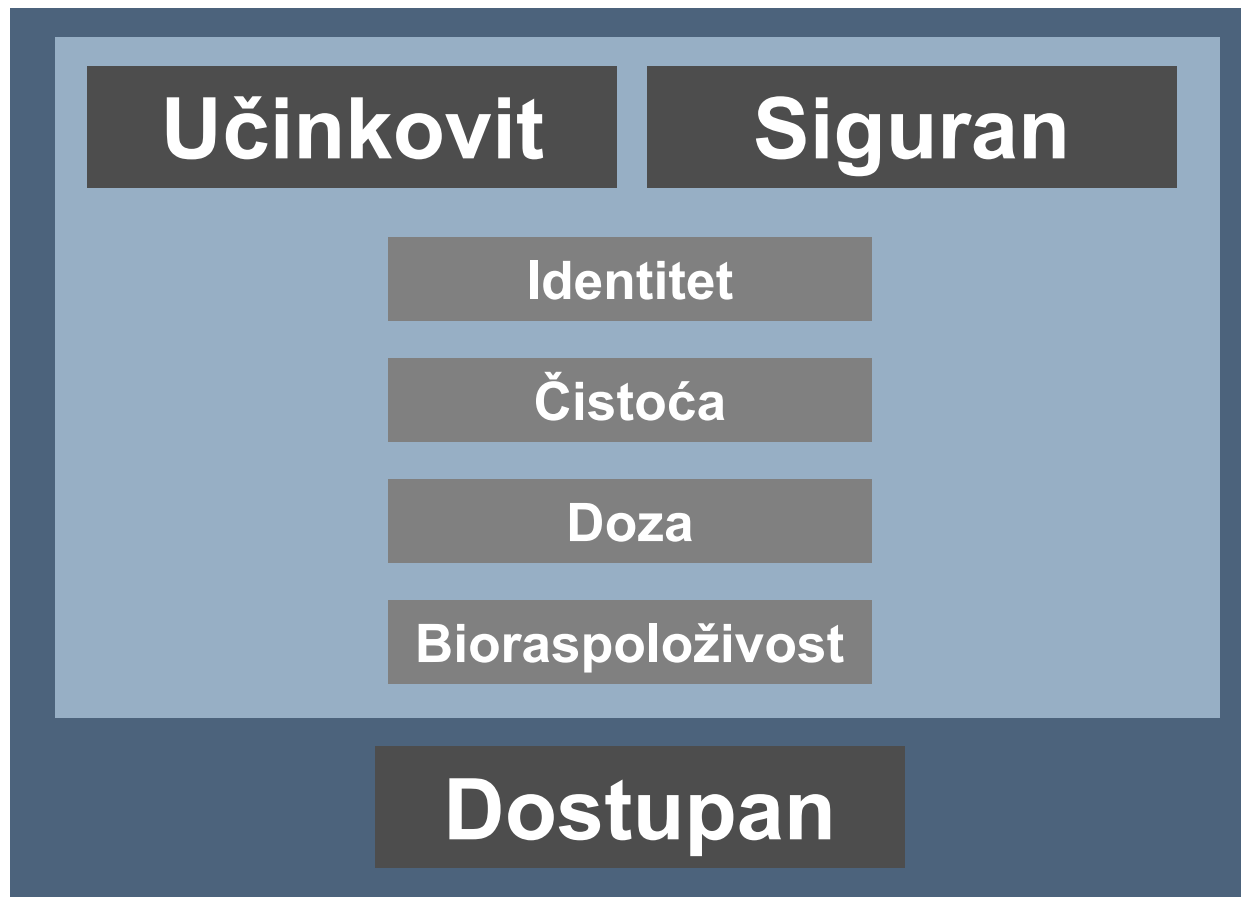 Učinkovit
Siguran
Identitet
Čistoća
Doza
Bioraspoloživost
Dostupan